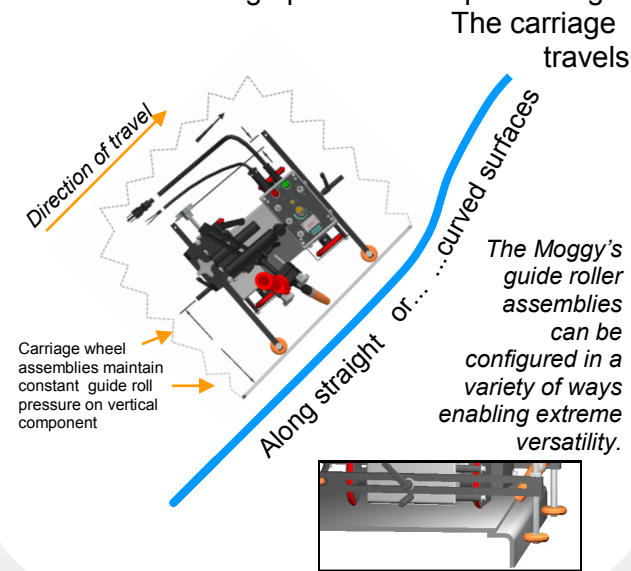 The carriage
travels
Direction of travel
Along straight or... ...curved surfaces
The Moggy's
guide roller
assemblies
can be
configured in a
variety of ways
enabling extreme
versatility.
Carriage wheel
assemblies maintain
constant guide roll
pressure on vertical
component